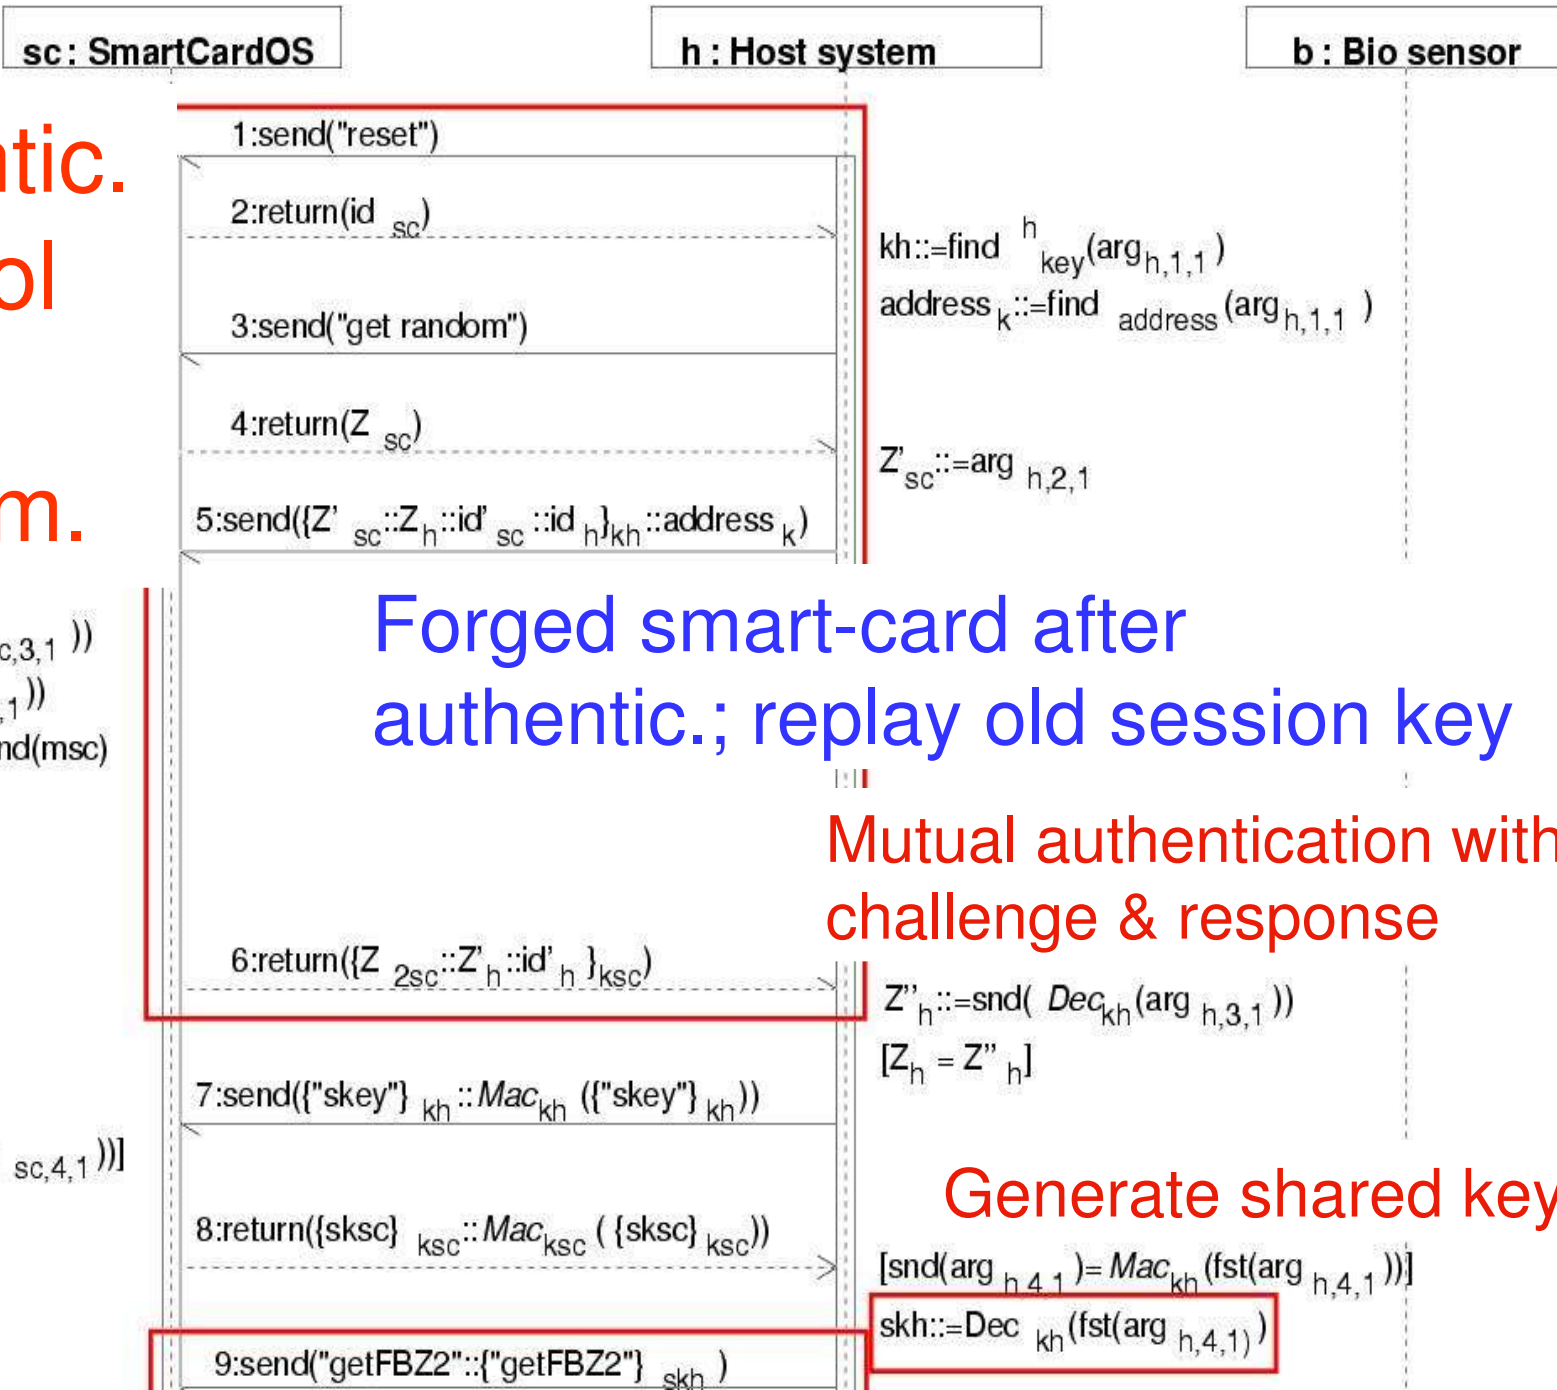 sc: SmartCardOS
h : Host system
b : Bio sensor
1:send("reset")
2:return(id sc)
kh::=find h key(arg h,1,1 )
address k::=find address (arg h,1,1 )
3:send("get random")
4:return(Z sc)
Z'sc::=arg h,2,1
5:send({Z' sc::Z h::id' sc ::id h}kh::address k)
Forged smart-card after
authentic.; replay old session key
,3,1 ))
,1 ))
(msc)
Mutual authentication with
challenge & response
6:return({Z 2sc::Z' h::id' h }ksc)
Z''h::=snd( Deckh(arg h,3,1 ))
[Zh = Z'' h]
7:send({"skey"} kh::Mackh ({"skey"} kh))
sc,4,1 ))]
Generate shared key
8:return({sksc} ksc::Macksc ( {sksc} ksc))
[snd(arg h,4,1 )= Mackh (fst(arg h,4,1 ))]
skh::=Dec kh(fst(arg h,4,1) )
9:send("getFBZ2"::{"getFBZ2"} skh )